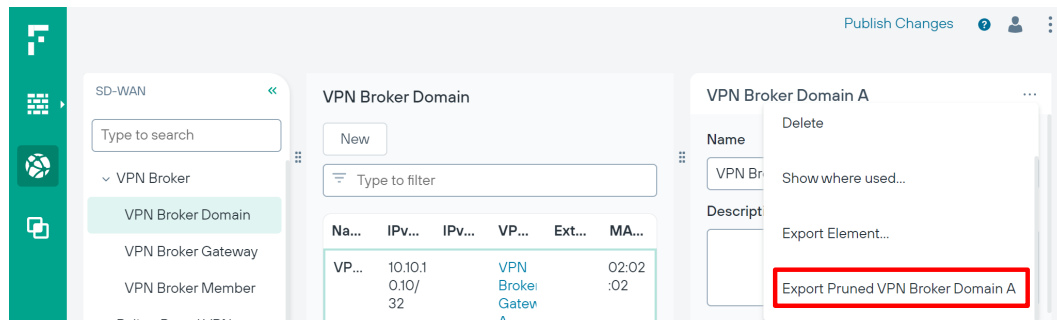 Publish Changes
SD-WAN
Type to search
VPN Broker
VPN Broker Domain
VPN Broker Gateway
VPN Broker Member
VPN Broker Domain
New
Type to filter
Na... IPv... IPv... VP... Ext... MA...
VP... 10.10.1 VPN 02:02
0.10/ Broker :02
32 Gatew
VPN Broker Domain A
Name
VPN Br
Descript
Delete
Show where used...
Export Element...
Export Pruned VPN Broker Domain A